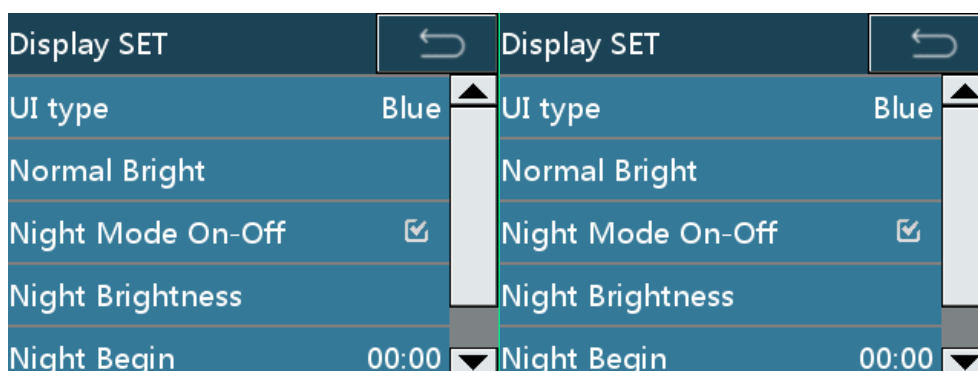 Display SET
UI type Blue
Normal Bright
Night Mode On-Off
Night Brightness
Night Begin 00:00
Display SET
UI type Blue
Normal Bright
Night Mode On-Off
Night Brightness
Night Begin 00:00